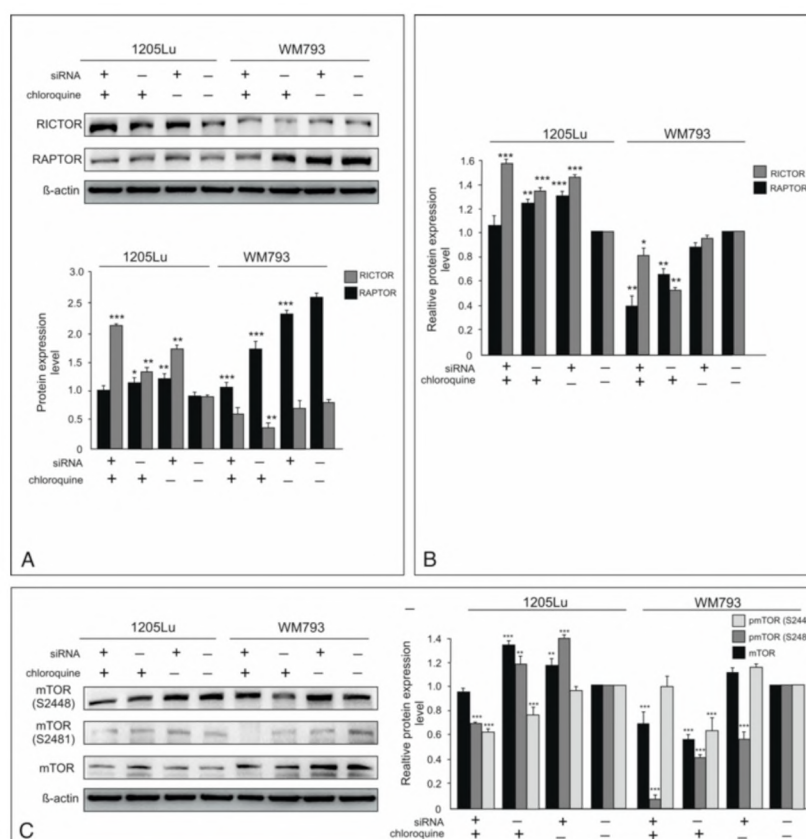 1205Lu WM793
siRNA + − + − + − + −
chloroquine + + − − + + − −
RICTOR
RAPTOR
ß-actin
1205Lu WM793
RICTOR
RAPTOR
3.0
2.5
2.0
1.5
1.0
0.5
0
Protein expression
level
*** * ** ** ** *** *** ** ***
siRNA + − + − + − + −
chloroquine + + − − + + − −
A
1205Lu WM793
RICTOR
RAPTOR
1.6
1.4
1.2
1.0
0.8
0.6
0.4
0.2
0
Realtive protein expression
level
*** ** *** *** *** ** * ** **
siRNA + − + − + − + −
chloroquine + + − − + + − −
B
1205Lu WM793
siRNA + − + − + − + −
chloroquine + + − − + + − −
mTOR
(S2448)
mTOR
(S2481)
mTOR
ß-actin
C
−
1205Lu WM793
pmTOR (S244
pmTOR (S248
mTOR
1.4
1.2
1.0
0.8
0.6
0.4
0.2
0
Realtive protein expression
level
*** *** *** ** *** ** *** *** *** *** *** *** ***
siRNA + − + − + − + −
chloroquine + + − − + + − −